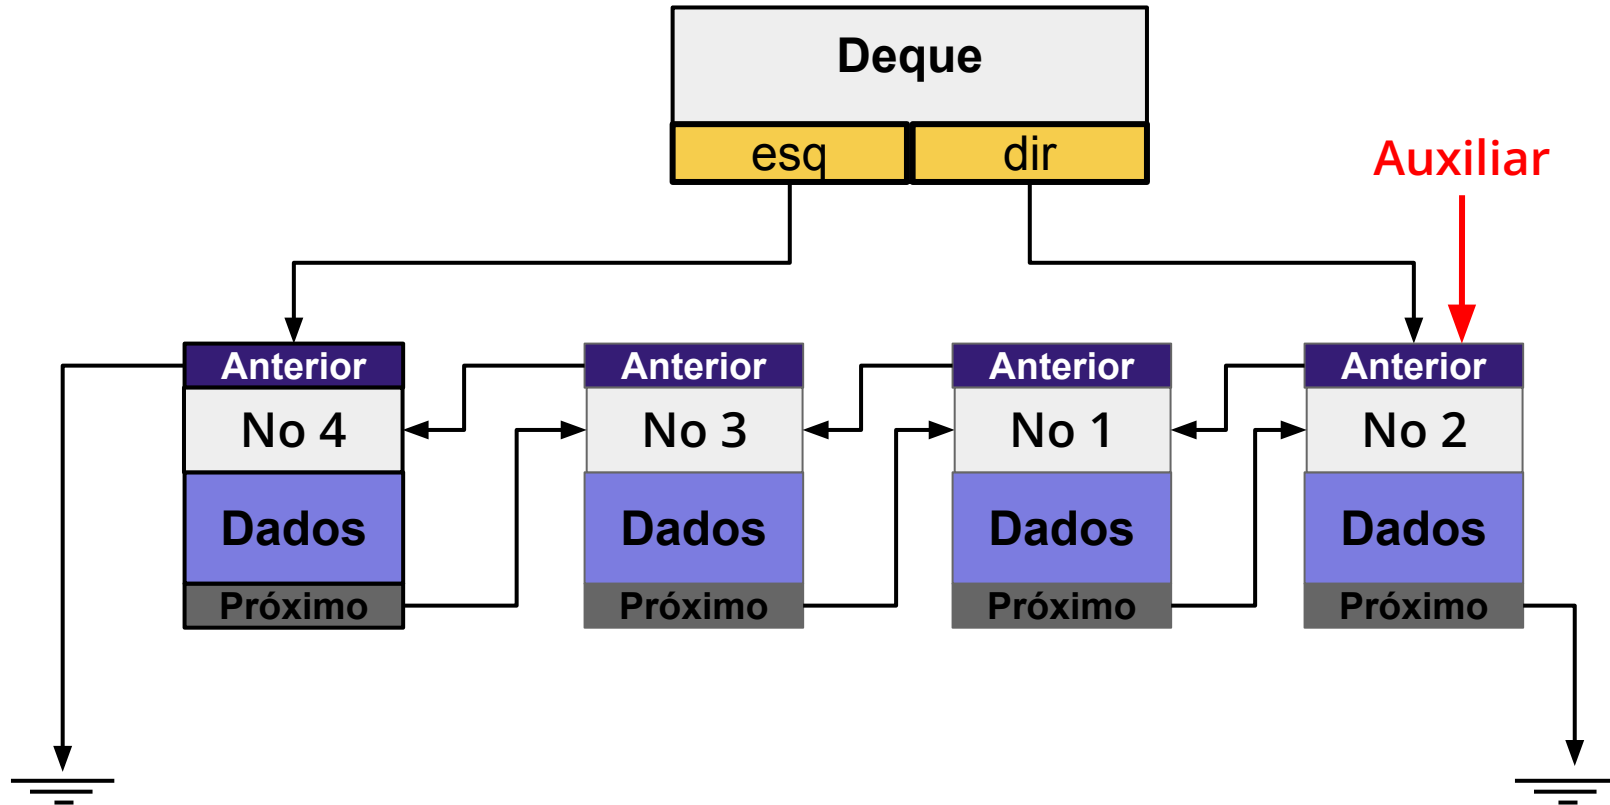 Deque
esq dir
Auxiliar
Anterior Anterior Anterior Anterior
No 4 No 3 No 1 No 2
Dados Dados Dados Dados
Próximo Próximo Próximo Próximo